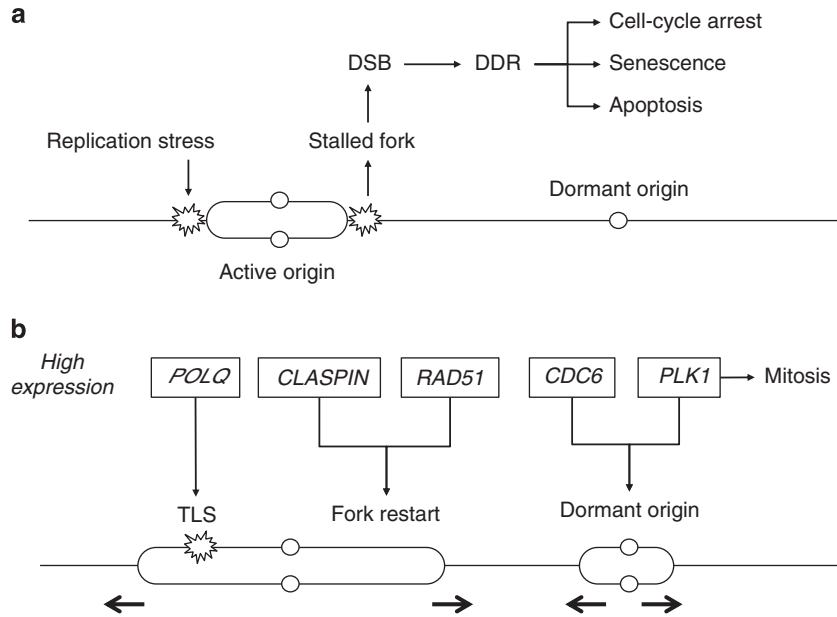 a
Cell-cycle arrest
DSB
DDR
Senescence
Apoptosis
Replication stress
Stalled fork
Dormant origin
Active origin
b
High
expression
POLQ
CLASPIN
RAD51
CDC6
PLK1
Mitosis
TLS
Fork restart
Dormant origin